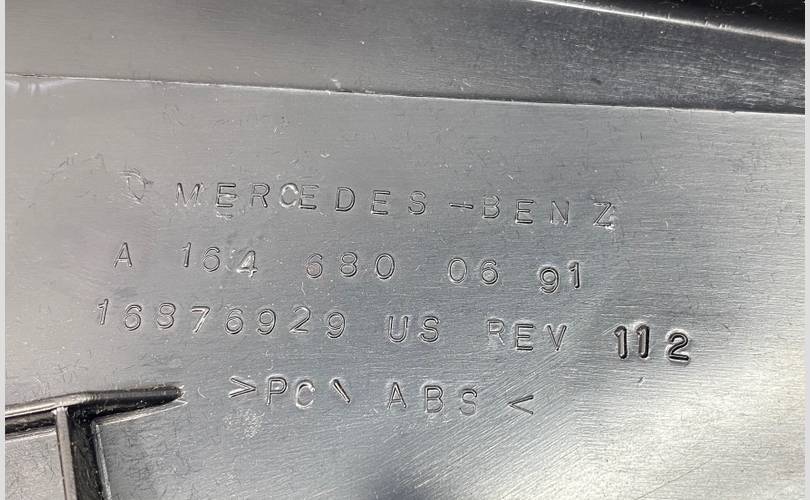 MERCEDES-BENZ
A 164 680 06 91
16876929 US REV 112
>PC\ABS<